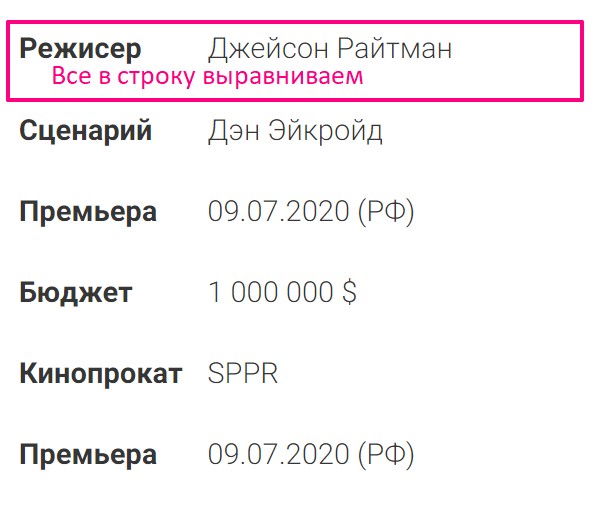 Режисер Джейсон Райтман
Все в строку выравниваем
Сценарий Дэн Эйкройд
Премьера 09.07.2020 (РФ)
Бюджет 1 000 000 $
Кинопрокат SPPR
Премьера 09.07.2020 (РФ)